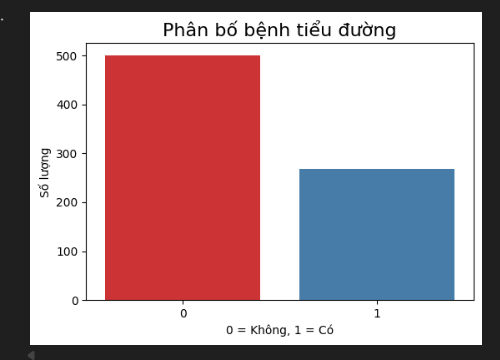 Phân bố bệnh tiểu đường
500
400
300
200
100
0
Số lượng
0
1
0 = Không, 1 = Có